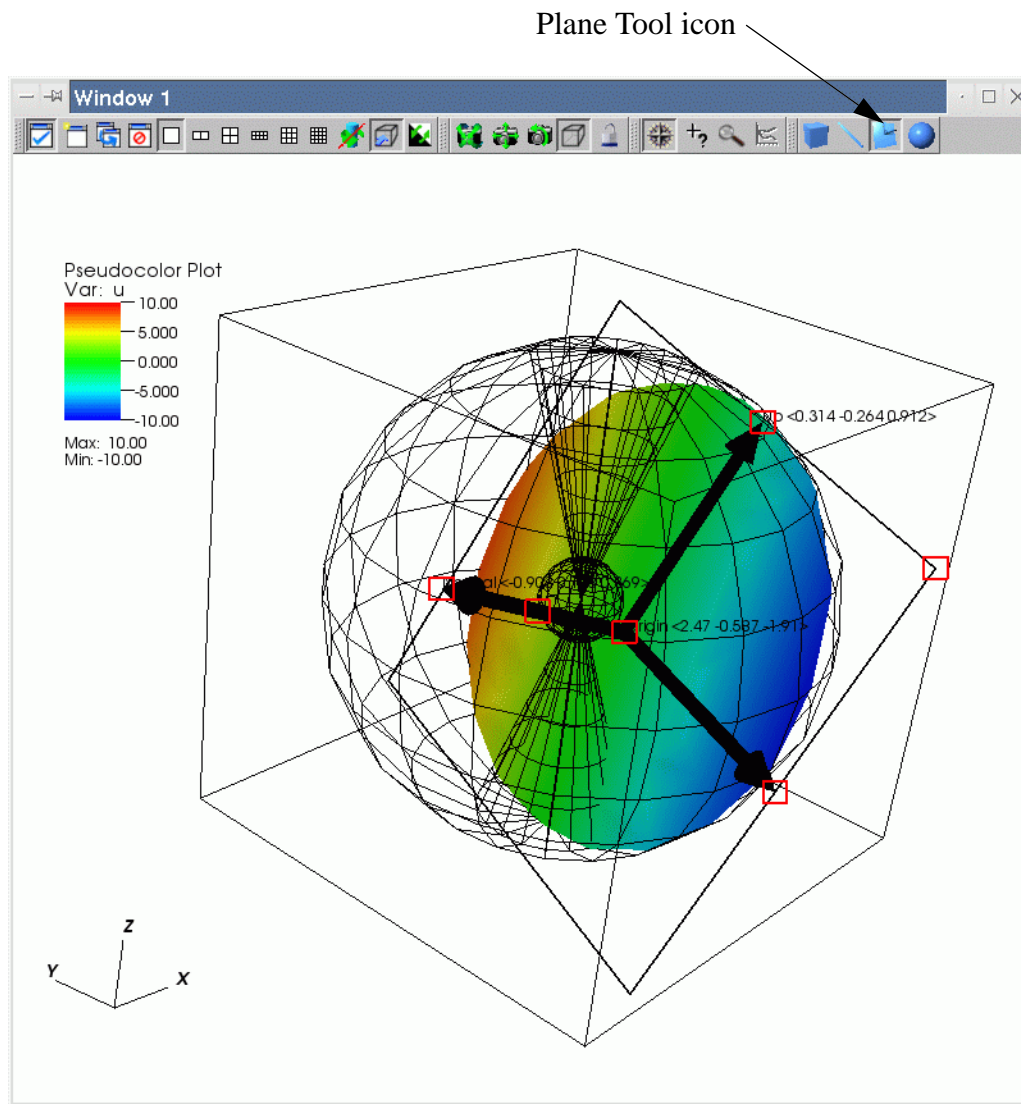 Plane Tool icon
Window 1
Pseudocolor Plot
Var: u
10.00
5.000
0.000
-5.000
-10.00
Max: 10.00
Min: -10.00
<0.314 -0.264 0.912>
<2.47 -0.587 -1.91>
Z
Y
X